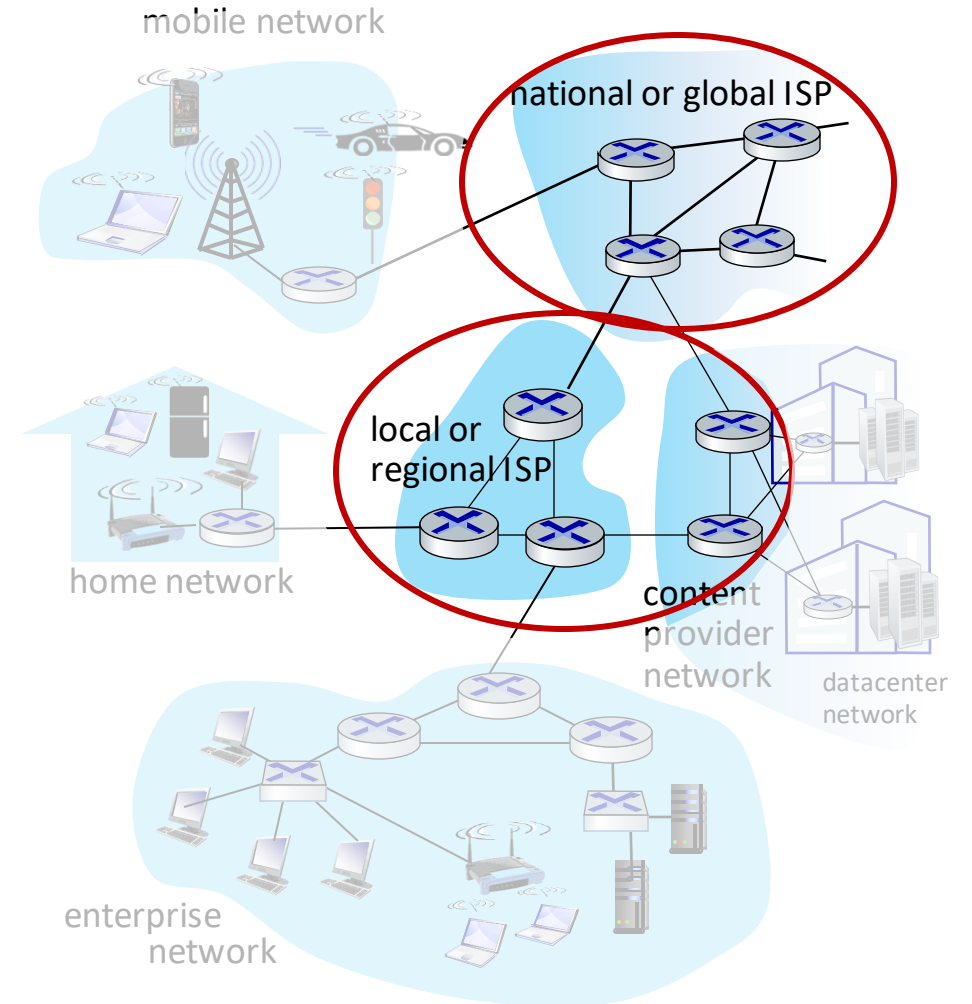 mobile network
national or global ISP
local or
regional ISP
home network
content
provider
network
datacenter
network
enterprise
network